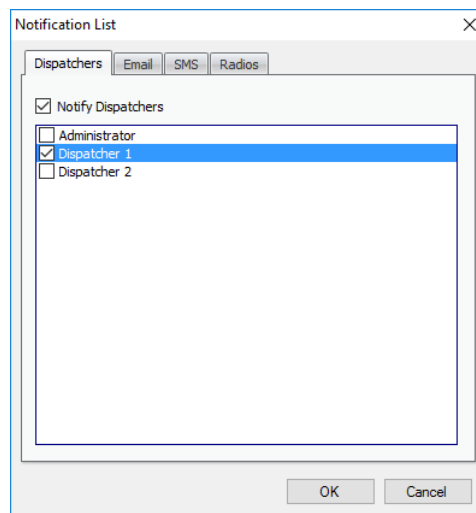 Notification List
Dispatchers Email SMS Radios
Notify Dispatchers
Administrator
Dispatcher 1
Dispatcher 2
OK Cancel